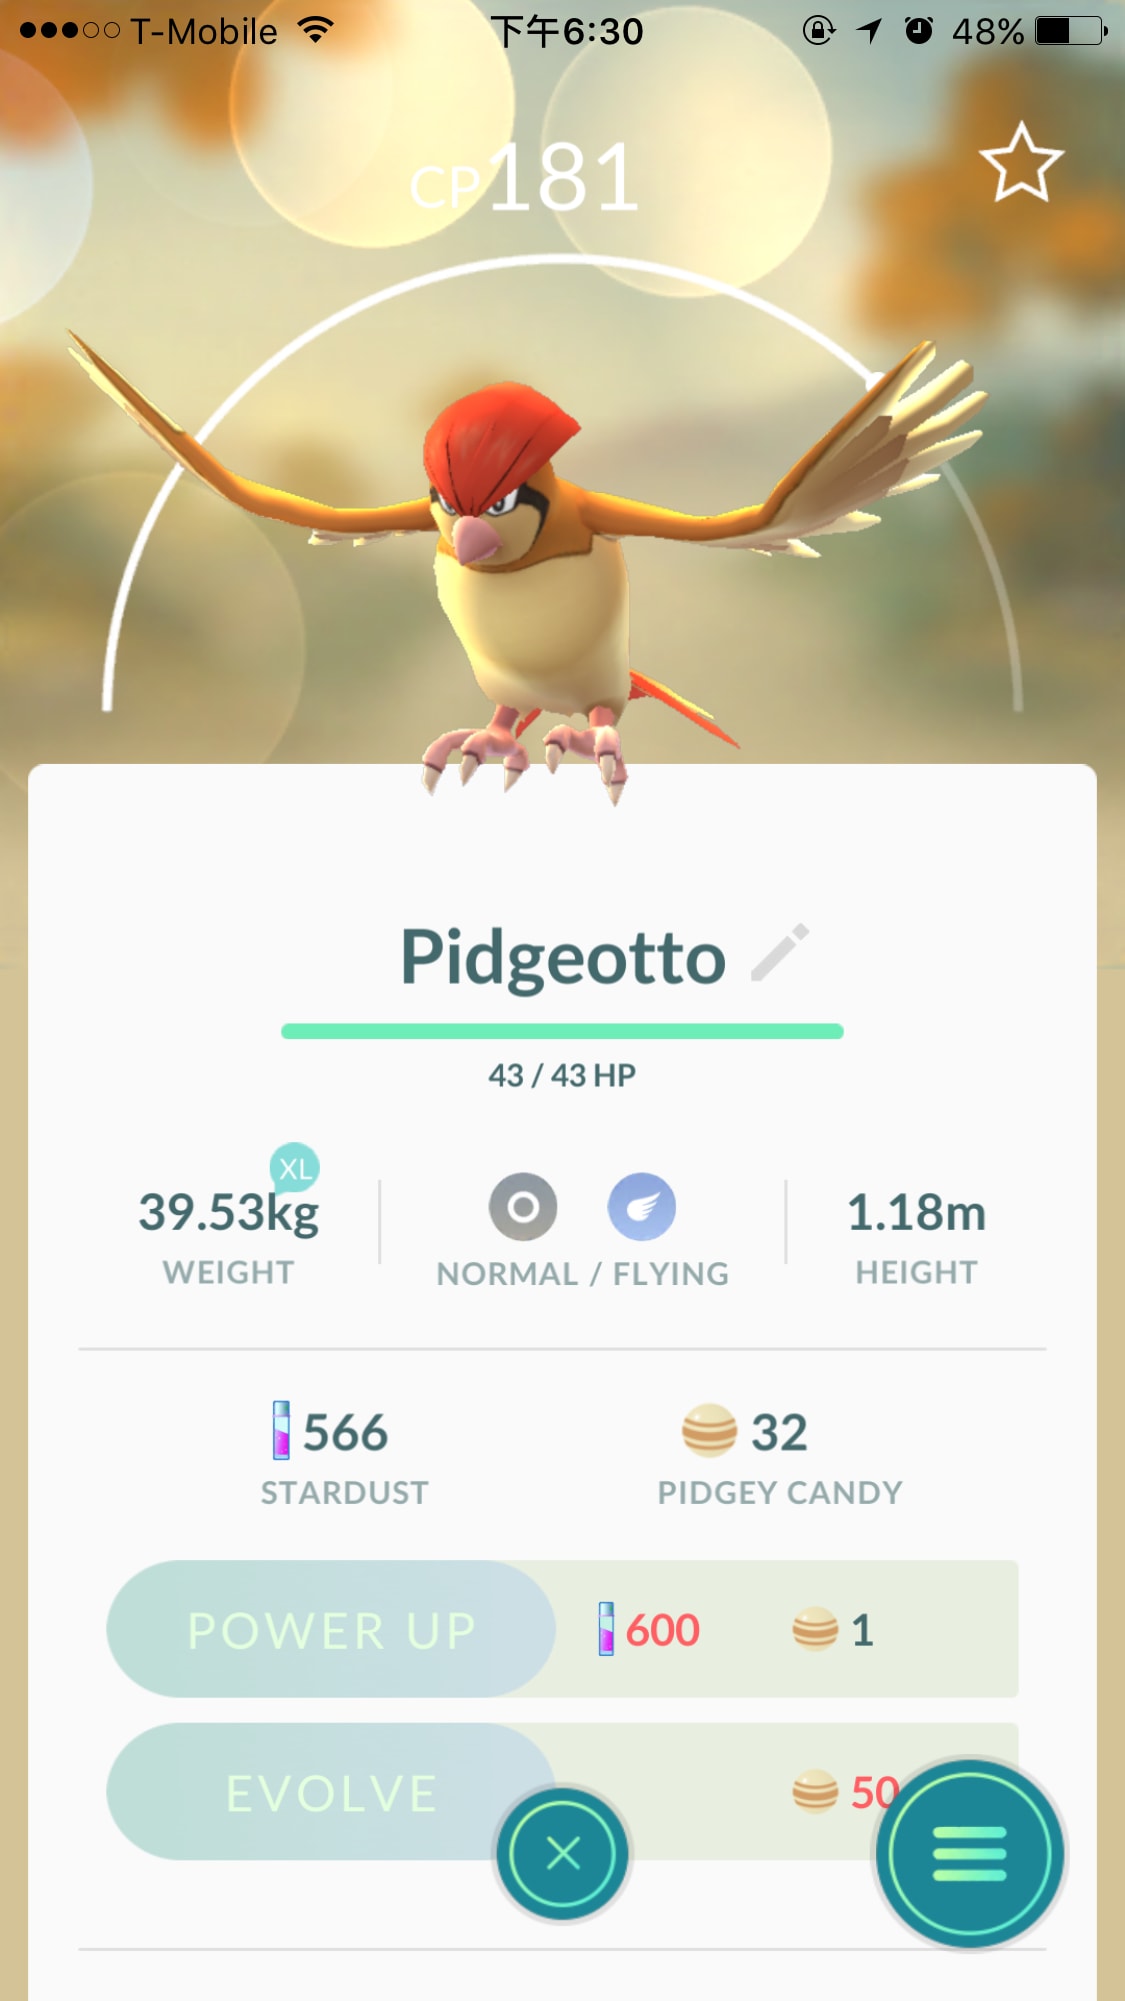 T-Mobile 下午6:30 48%
CP181
Pidgeotto
43 / 43 HP
XL
39.53kg
WEIGHT
NORMAL / FLYING
1.18m
HEIGHT
566
STARDUST
32
PIDGEY CANDY
POWER UP 600 1
EVOLVE 50